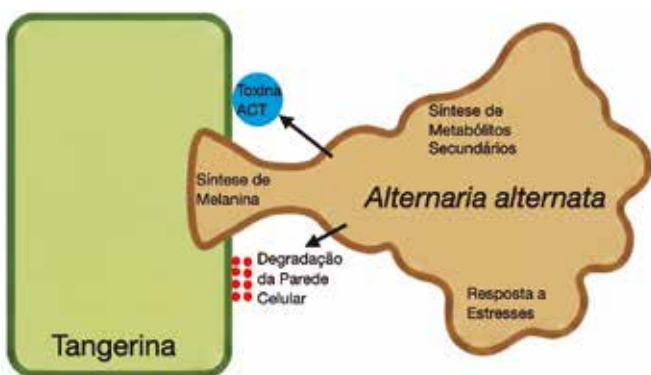 Toxina
ACT
Síntese de
Metabólitos
Secundários
Síntese de
Melanina
Alternaria alternata
Degradação
da Parede
Celular
Resposta a
Estresses
Tangerina